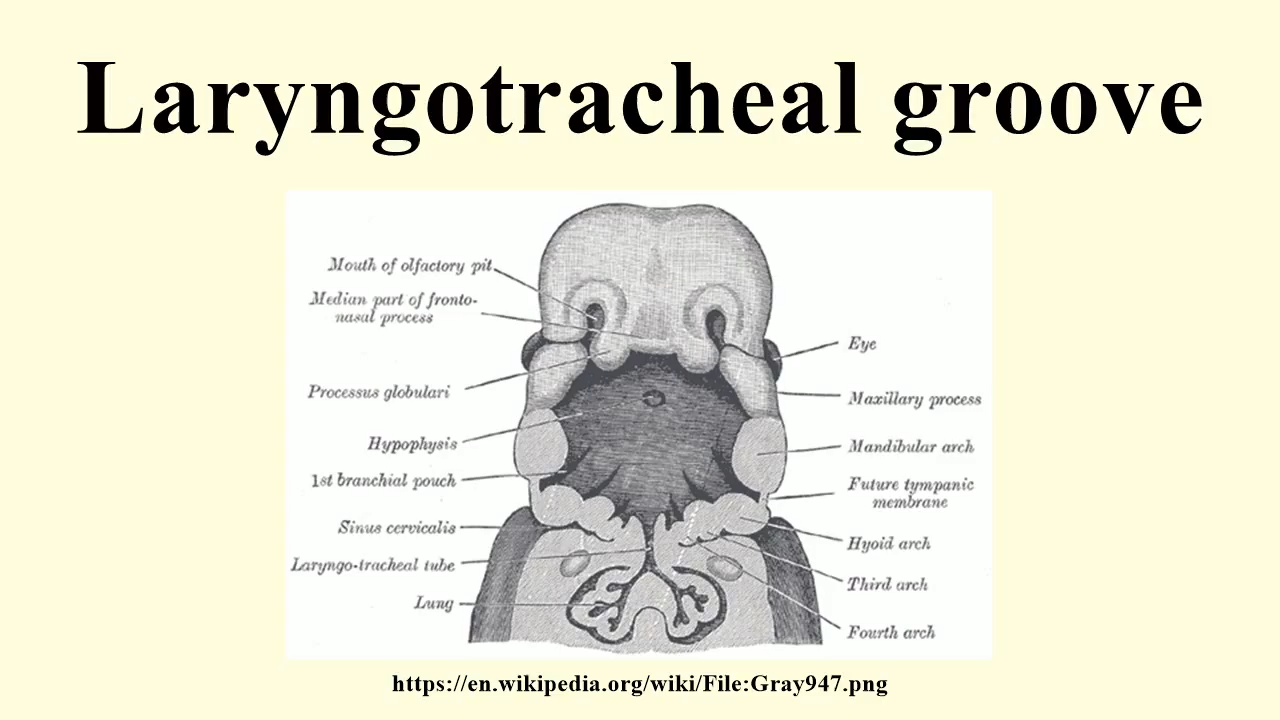 Laryngotracheal groove
Mouth of olfactory pit
Median part of fronto-
nasal process
Processus globulari
Hypophysis
1st branchial pouch
Sinus cervicalis
Laryngo-tracheal tube
Lung
Eye
Maxillary process
Mandibular arch
Future tympanic
membrane
Hyoid arch
Third arch
Fourth arch
https://en.wikipedia.org/wiki/File:Gray947.png